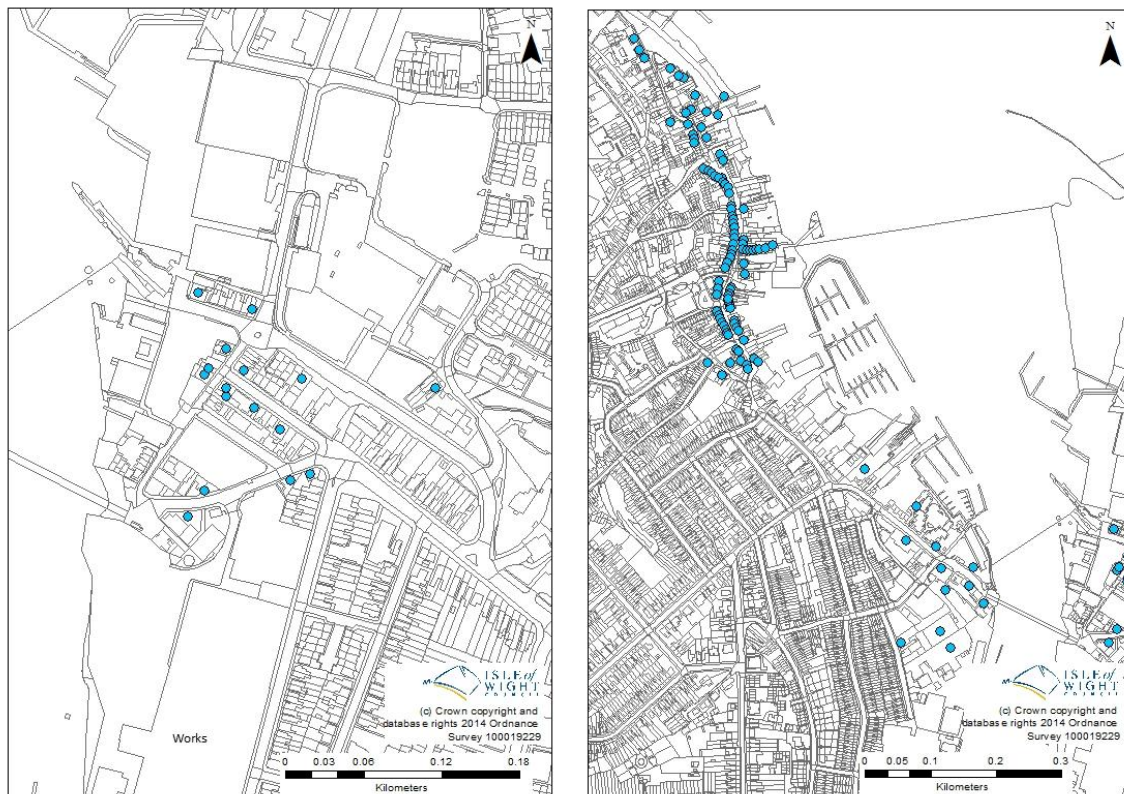 N
Works
ISLE of
WIGHT
COUNCIL
(c) Crown copyright and
database rights 2014 Ordnance
Survey 100019229
0 0.03 0.06 0.12 0.18
Kilometers
N
ISLE of
WIGHT
COUNCIL
(c) Crown copyright and
database rights 2014 Ordnance
Survey 100019229
0 0.05 0.1 0.2 0.3
Kilometers